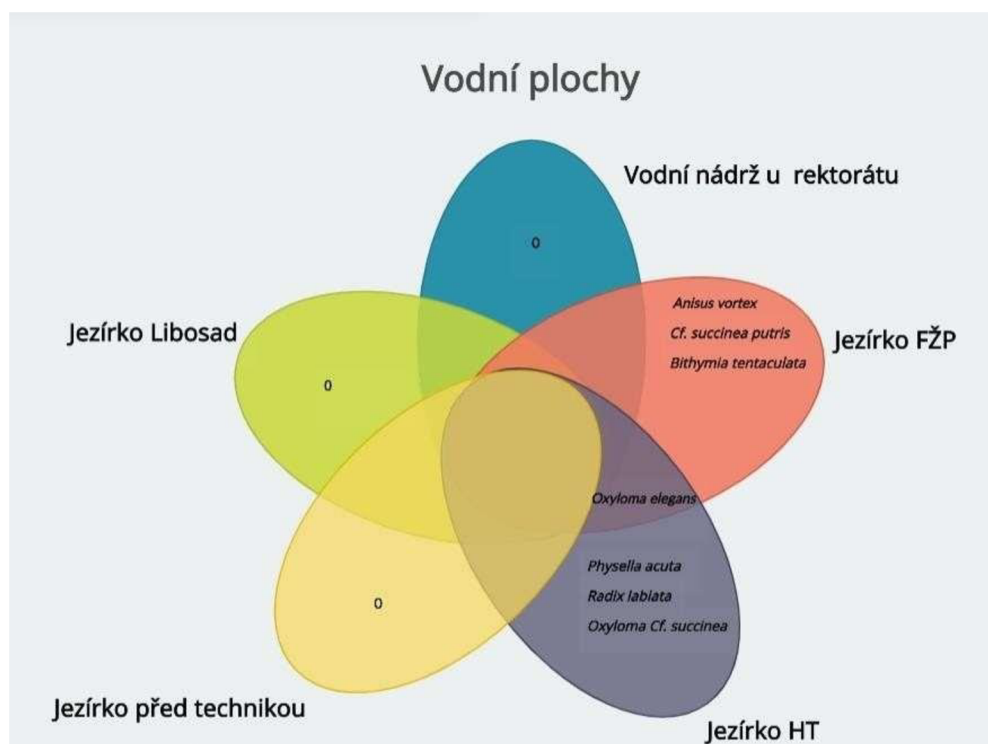 Vodní plochy
Vodní nádrž u rektorátu
0
Anisus vortex
Cf. succinea putris
Bithymia tentaculata
Jezírko FŽP
Jezírko Libosad
0
Oxyloma elegans
Physella acuta
Radix labiata
Oxyloma Cf. succinea
0
Jezírko před technikou
Jezírko HT